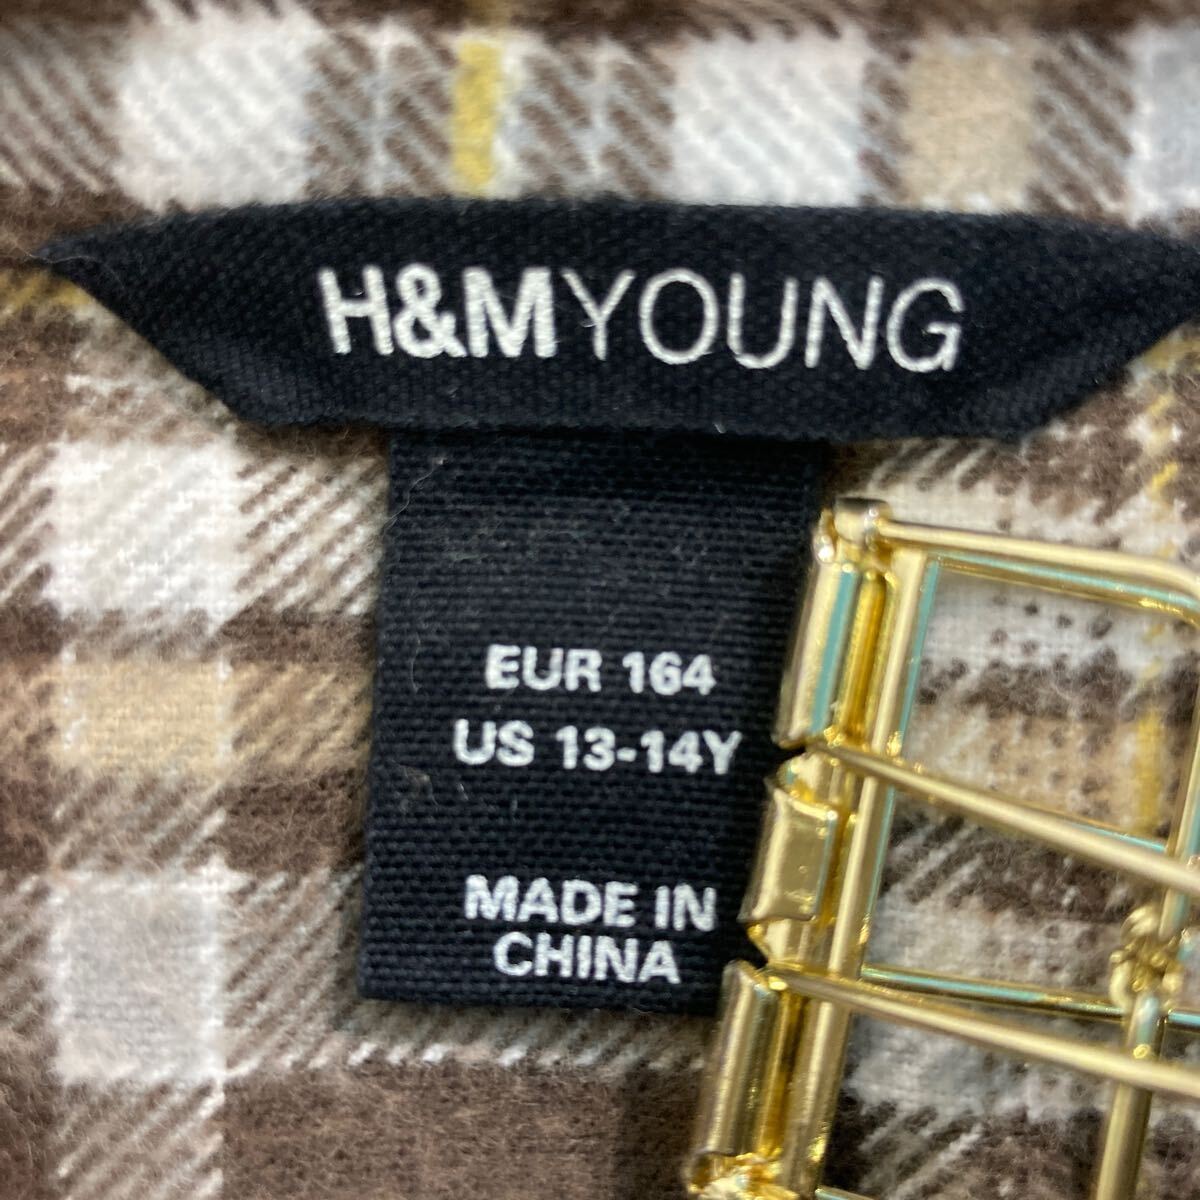 H&MYOUNG
EUR 164
US 13-14Y
MADE IN
CHINA